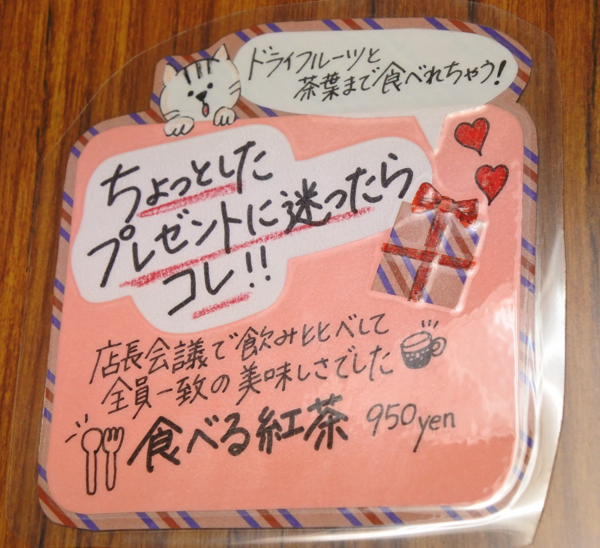 ドライフルーツと
茶葉まで食べれちゃう!
ちょっとした
プレゼントに迷ったら
コレ!!
店長会議で飲みととべして
全員一致の美味しさでした
食べる紅茶 950yen